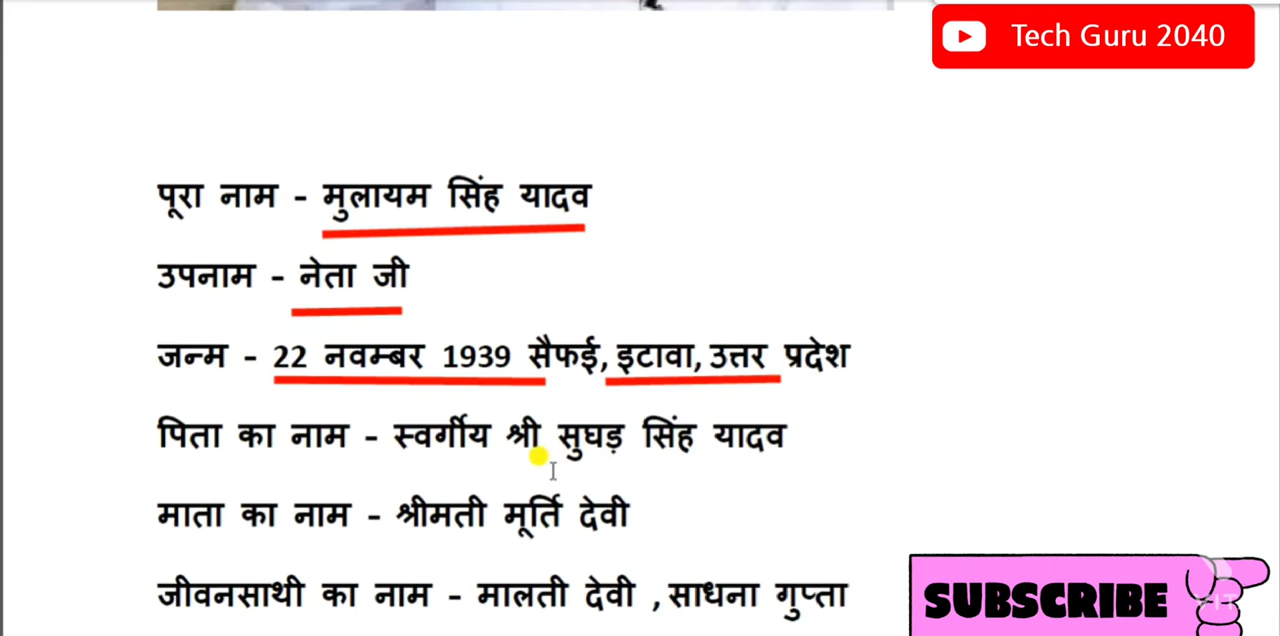 Tech Guru 2040
पूरा नाम - मुलायम सिंह यादव
उपनाम - नेता जी
जन्म - 22 नवम्बर 1939 सैफई, इटावा, उत्तर प्रदेश
पिता का नाम - स्वर्गीय श्री सुघड़ सिंह यादव
माता का नाम - श्रीमती मूर्ति देवी
जीवनसाथी का नाम - मालती देवी , साधना गुप्ता
SUBSCRIBE